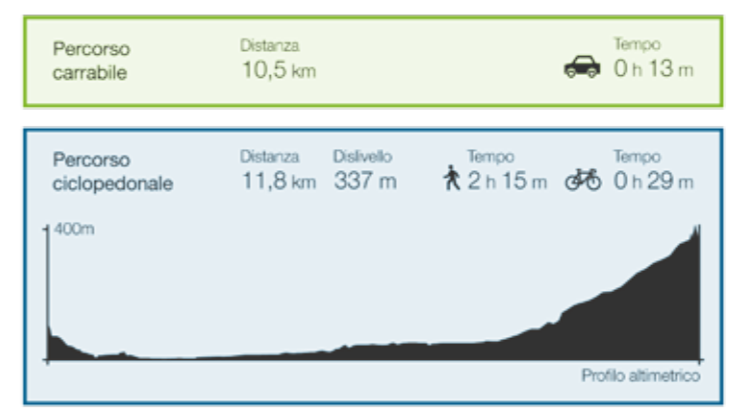 Percorso
carrabile
Distanza
10,5 km
Tempo
0 h 13 m
Percorso
ciclopedonale
Distanza
11,8 km
Dislivello
337 m
Tempo
2 h 15 m
Tempo
0 h 29 m
400m
Profilo altimetrico